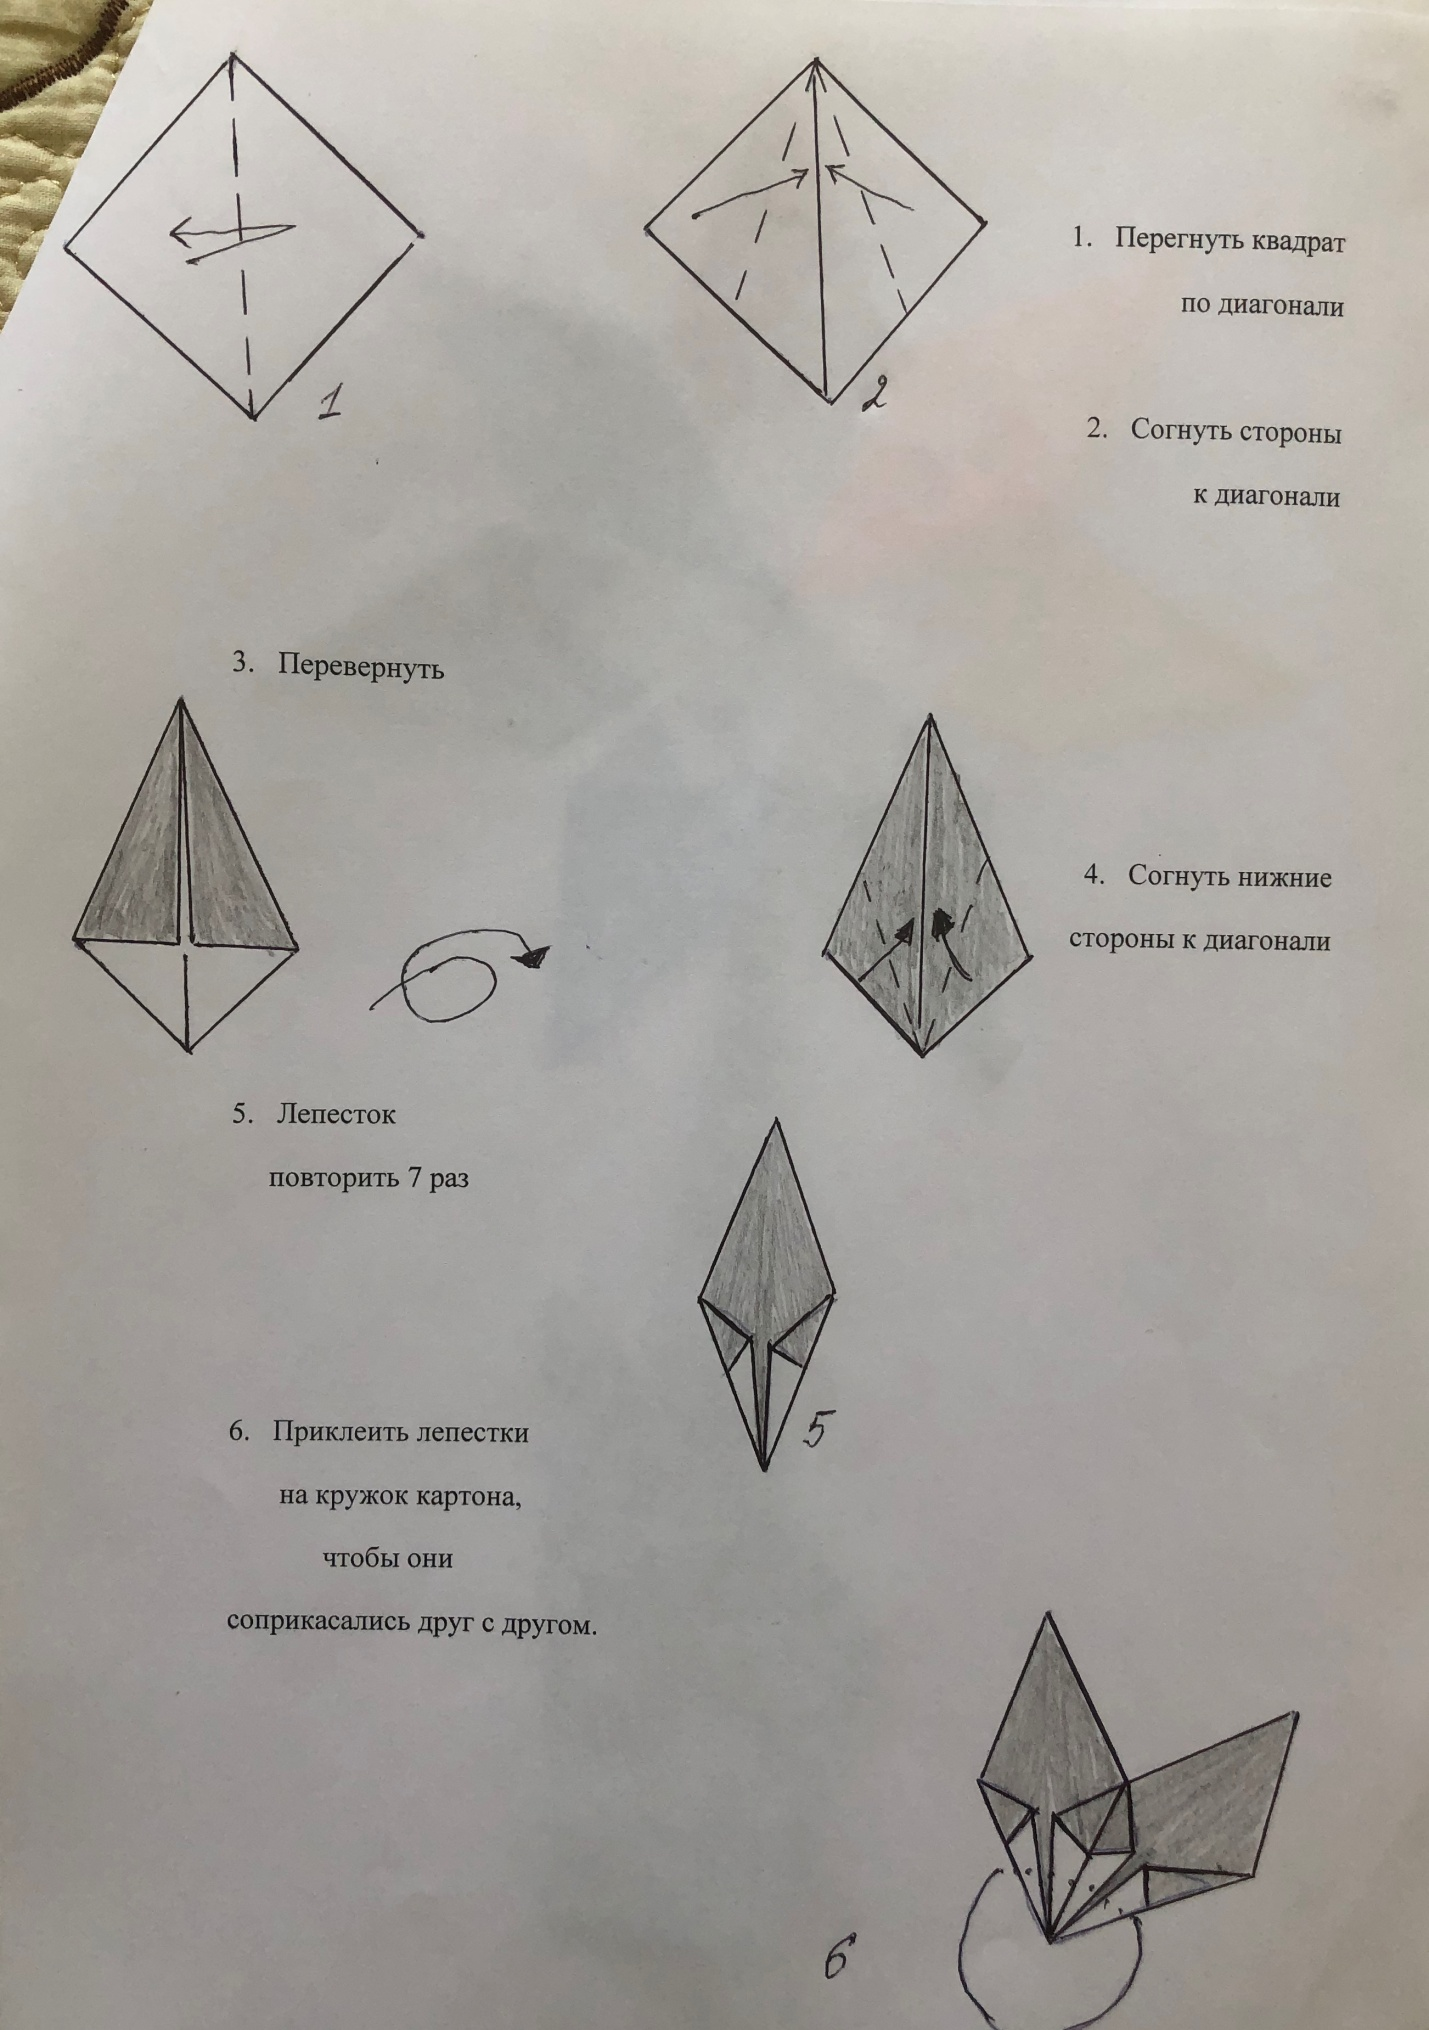 1
2
1. Перегнуть квадрат
по диагонали
2. Согнуть стороны
к диагонали
3. Перевернуть
4. Согнуть нижние
стороны к диагонали
5. Лепесток
повторить 7 раз
5
6. Приклеить лепестки
на кружок картона,
чтобы они
соприкасались друг с другом.
6